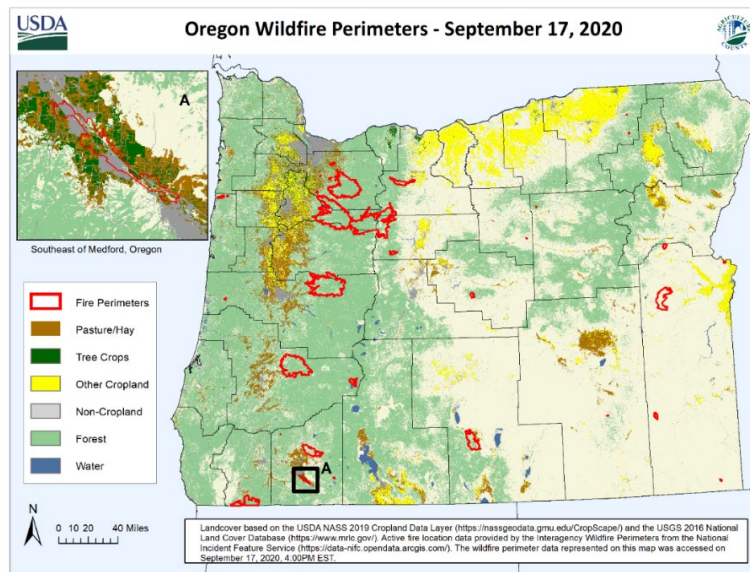 USDA
Oregon Wildfire Perimeters - September 17, 2020
AGRICULTURE
COUNTS
A
Southeast of Medford, Oregon
Fire Perimeters
Pasture/Hay
Tree Crops
Other Cropland
Non-Cropland
Forest
Water
A
N
0 10 20 40 Miles
Landcover based on the USDA NASS 2019 Cropland Data Layer (https://nassgeodata.gmu.edu/CropScape/) and the USGS 2016 National
Land Cover Database (https://www.mrlc.gov/). Active fire location data provided by the Interagency Wildfire Perimeters from the National
Incident Feature Service (https://data-nifc.opendata.arcgis.com/). The wildfire perimeter data represented on this map was accessed on
September 17, 2020, 4:00PM EST.